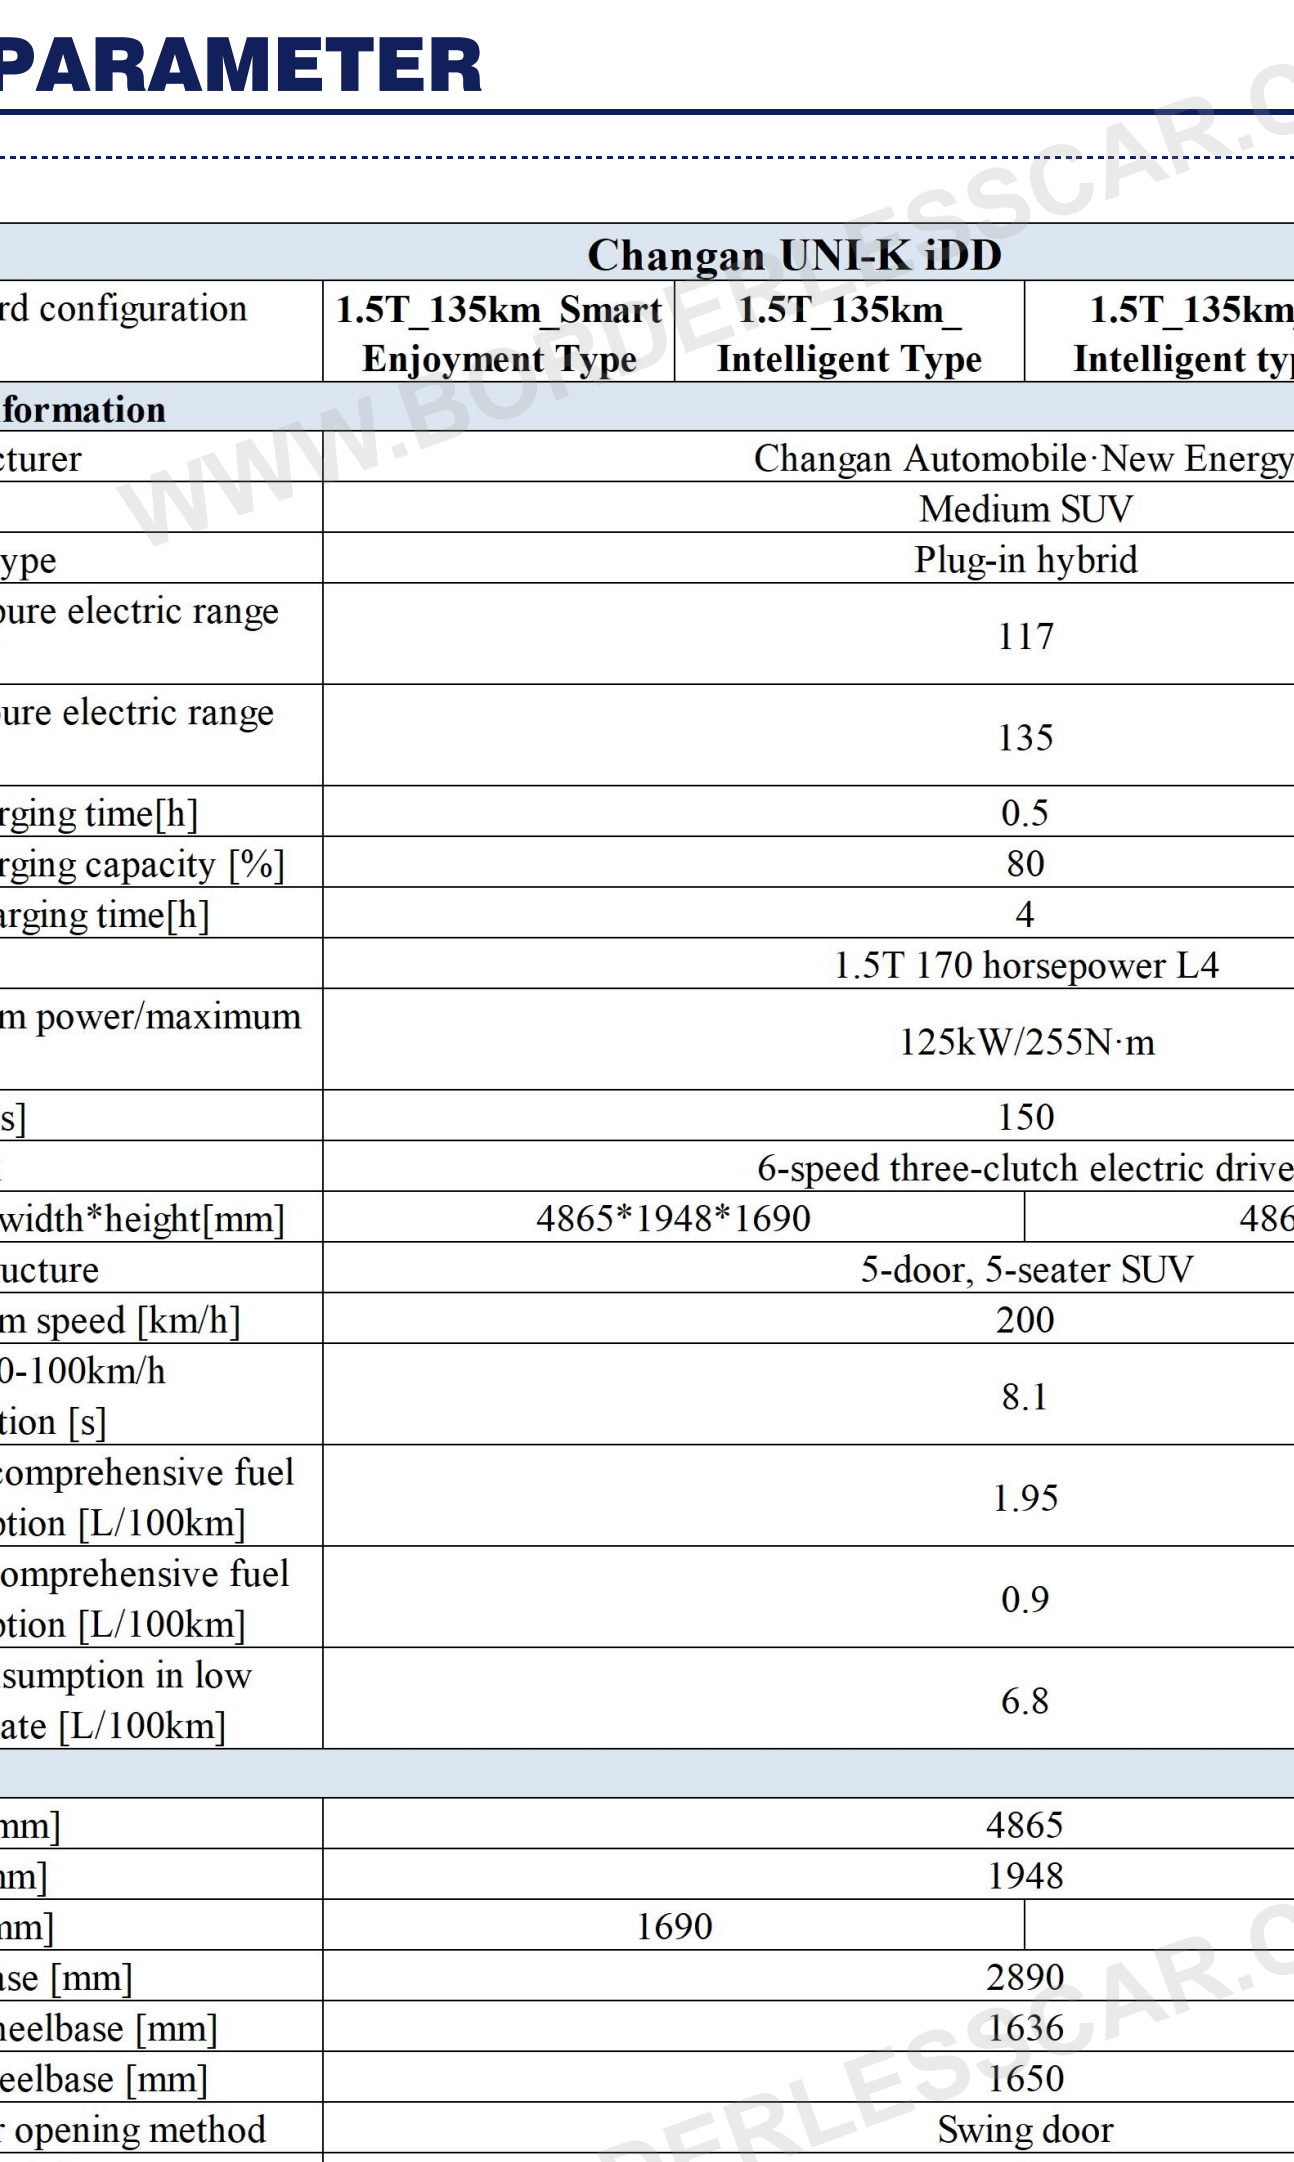 PARAMETER
WWW.BORDERLESSCAR.C
Changan UNI-K iDD
rd configuration 1.5T_135km_Smart 1.5T_135km_ 1.5T_135km_
Enjoyment Type Intelligent Type Intelligent typ
formation
cturer Changan Automobile·New Energy
Medium SUV
ype Plug-in hybrid
pure electric range
117
pure electric range
135
rging time[h] 0.5
rging capacity [%] 80
arging time[h] 4
1.5T 170 horsepower L4
m power/maximum
125kW/255N·m
s] 150
6-speed three-clutch electric drive
width*height[mm] 4865*1948*1690 486
ucture 5-door, 5-seater SUV
m speed [km/h] 200
0-100km/h
tion [s] 8.1
comprehensive fuel
ption [L/100km] 1.95
omprehensive fuel
ption [L/100km] 0.9
sumption in low
ate [L/100km] 6.8
mm] 4865
nm] 1948
mm] 1690
ase [mm] 2890
heelbase [mm] 1636
eelbase [mm] 1650
r opening method Swing door
DERLESSCAR.C